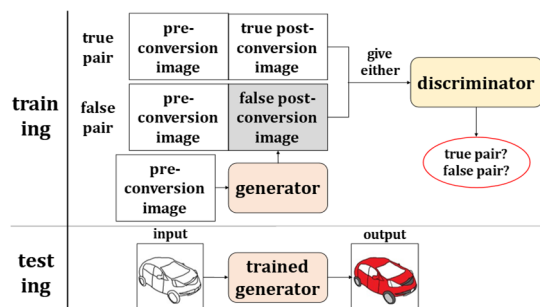 true
pair
pre-
conversion
image
true post-
conversion
image
give
either
discriminator
train
ing
false
pair
pre-
conversion
image
false post-
conversion
image
true pair?
false pair?
pre-
conversion
image
generator
input
output
test
ing
trained
generator